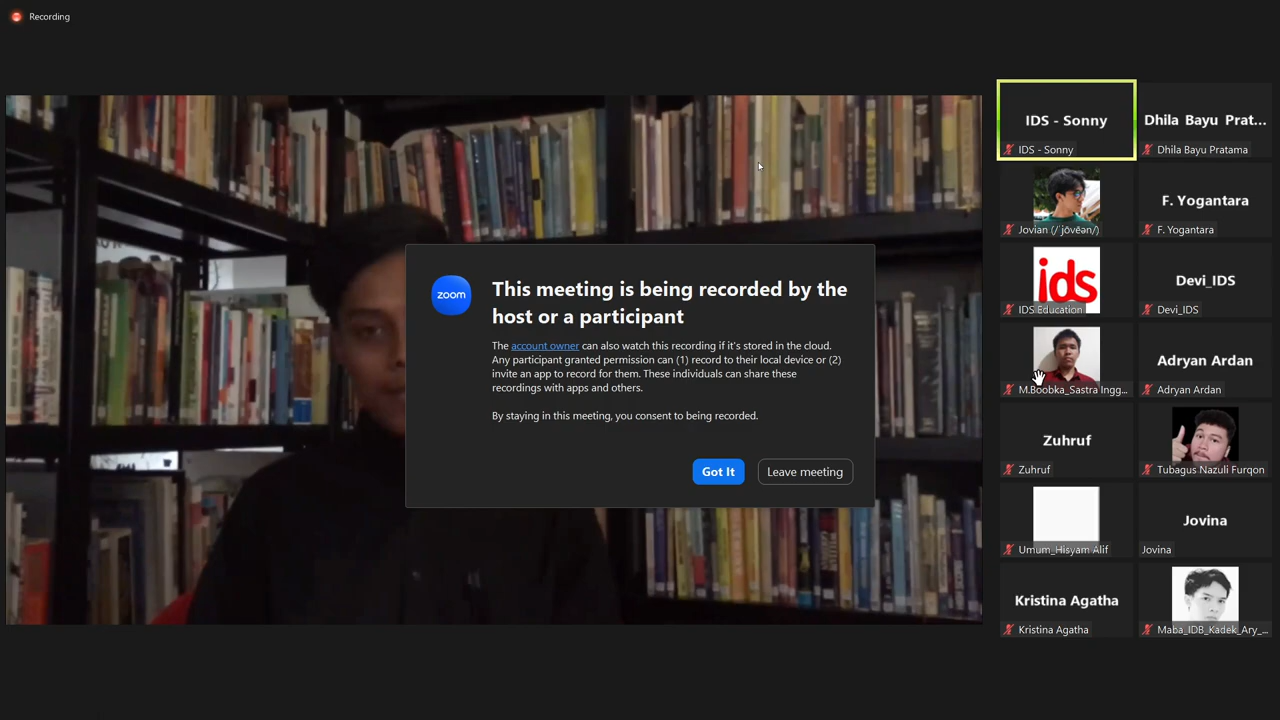 Recording
zoom
This meeting is being recorded by the
host or a participant
The account owner can also watch this recording if it's stored in the cloud.
Any participant granted permission can (1) record to their local device or (2)
invite an app to record for them. These individuals can share these
recordings with apps and others.
By staying in this meeting, you consent to being recorded.
Got It
Leave meeting
IDS - Sonny
IDS - Sonny
Dhila Bayu Prat...
Dhila Bayu Pratama
Jovian (/ˈjōvēən/)
F. Yogantara
F. Yogantara
ids
IDS Education
Devi_IDS
Devi_IDS
M.Boobka_Sastra Ingg...
Adryan Ardan
Adryan Ardan
Zuhruf
Zuhruf
Tubagus Nazuli Furqon
Umum_Hisyam Alif
Jovina
Jovina
Kristina Agatha
Kristina Agatha
Maba_IDB_Kadek_Ary_...